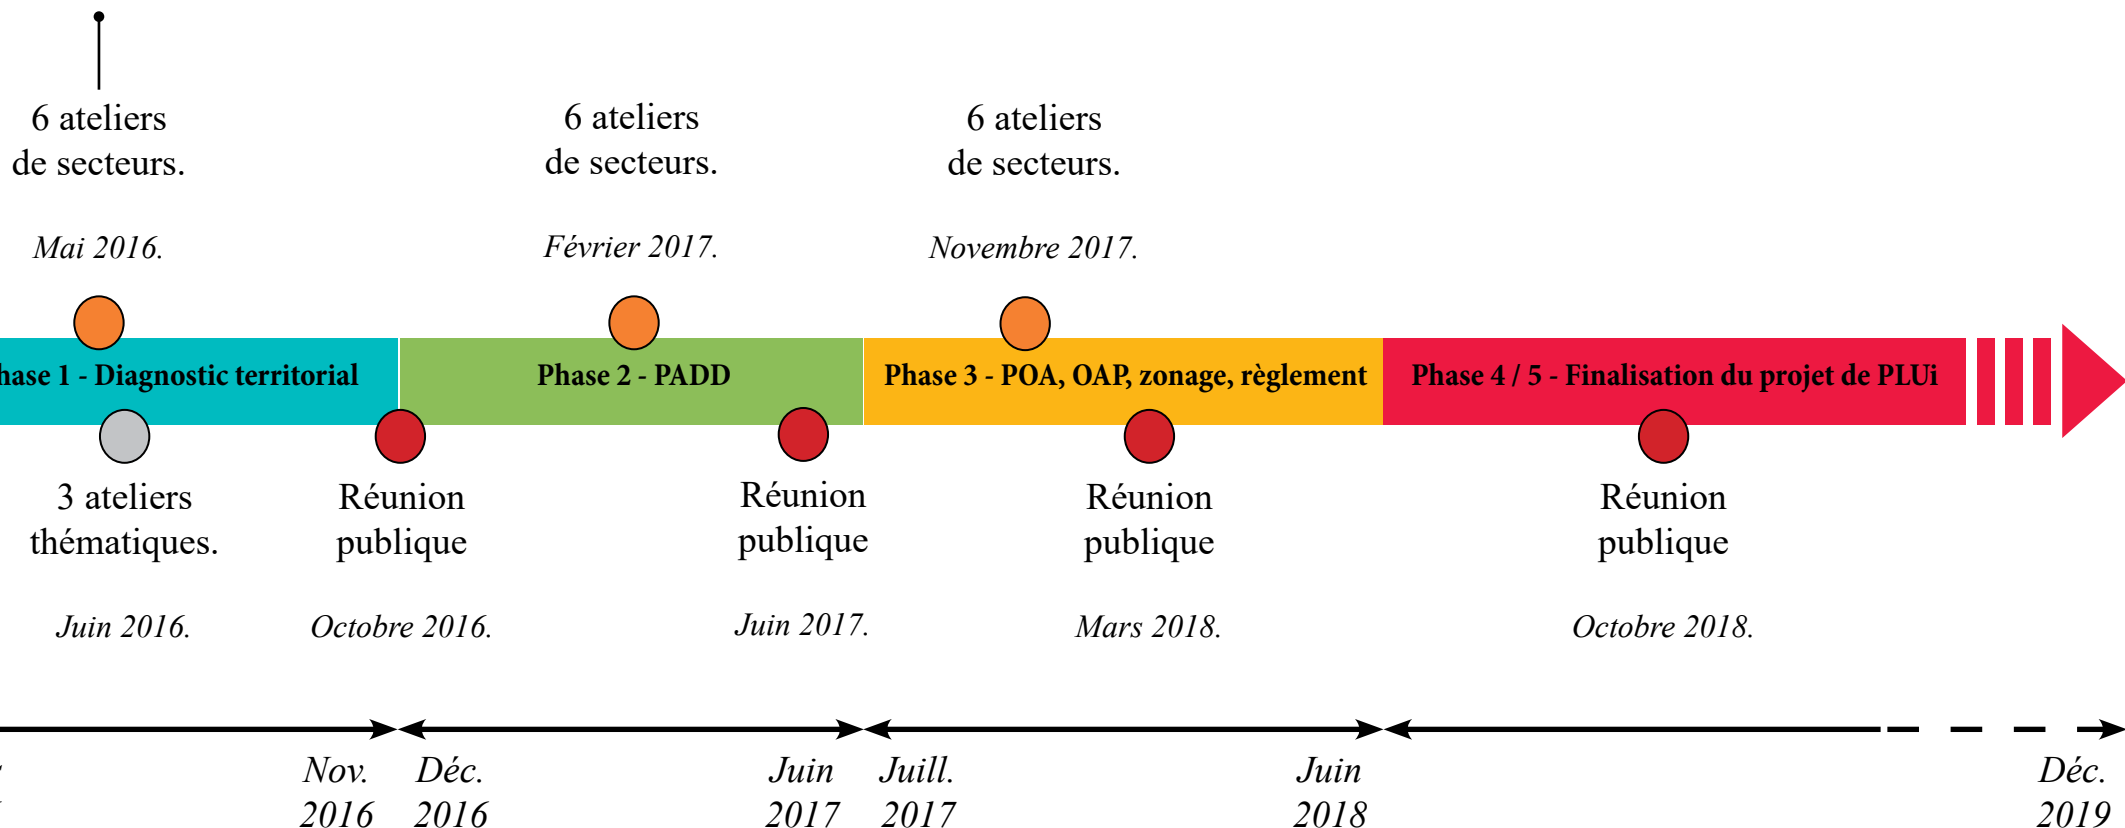 6 ateliers
de secteurs.
Mai 2016.
6 ateliers
de secteurs.
Février 2017.
6 ateliers
de secteurs.
Novembre 2017.
hase 1 - Diagnostic territorial
Phase 2 - PADD
Phase 3 - POA, OAP, zonage, règlement
Phase 4 / 5 - Finalisation du projet de PLUi
3 ateliers
thématiques.
Juin 2016.
Réunion
publique
Octobre 2016.
Réunion
publique
Juin 2017.
Réunion
publique
Mars 2018.
Réunion
publique
Octobre 2018.
Nov.
2016
Déc.
2016
Juin
2017
Juill.
2017
Juin
2018
Déc.
2019